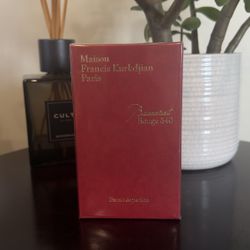 CULT
Maison
Francis Kurkdjian
Paris
Baccarat
Rouge 540